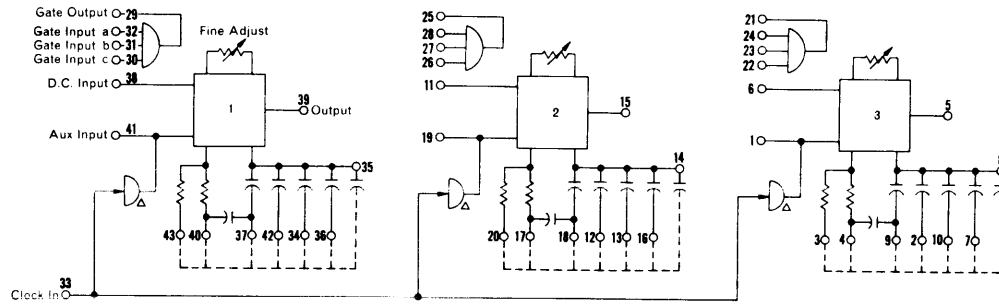 Gate Output 29
Gate Input a 32
Gate Input b 31
Gate Input c 30
Fine Adjust
38
D.C. Input
1
39
Output
41
Aux Input
35
43 40 37 42 34 36
33
Clock In
25
28
27
26
11
2
15
19
14
20 17 18 12 13 16
21
24
23
22
6
3
5
1
3 4 9 2 10 7